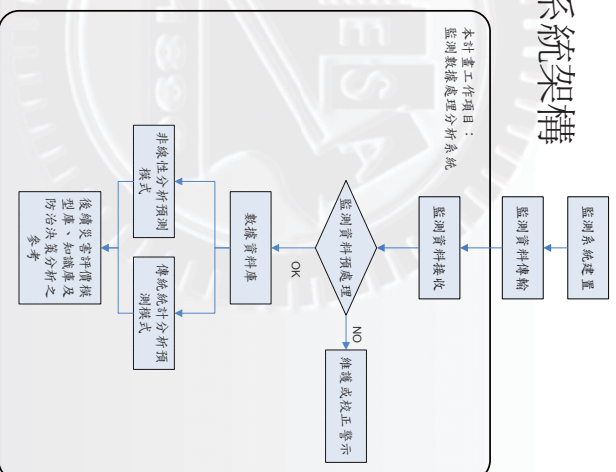 系統架構
本計畫工作項目：
監測數據處理分析系統
監測系統建置
監測資料傳輸
監測資料接收
監測資料預處理
NO
維護或校正警示
OK
數據資料庫
非線性分析預測
模式
傳統統計分析預
測模式
後續災害評價模
型庫、知識庫及
防治決策分析之
參考